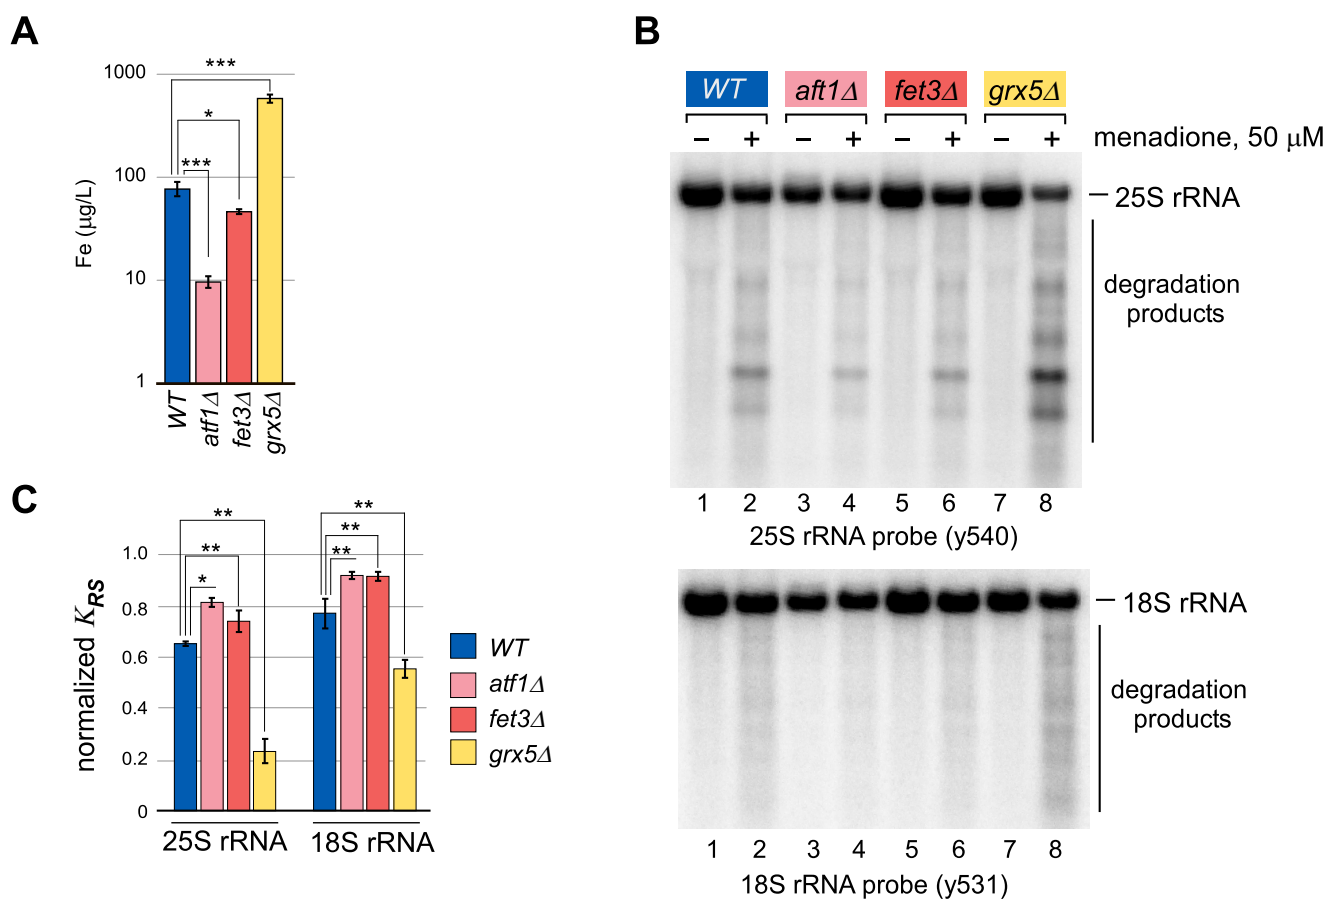 A
***
1000
*
***
100
Fe (µg/L)
10
1
WT
atf1Δ
fet3Δ
grx5Δ
B
WT aft1Δ fet3Δ grx5Δ
– + – + – + – + menadione, 50 µM
25S rRNA
degradation
products
1 2 3 4 5 6 7 8
25S rRNA probe (y540)
18S rRNA
degradation
products
1 2 3 4 5 6 7 8
18S rRNA probe (y531)
C
** **
** **
* **
1.0
0.8
0.6
0.4
0.2
0
normalized K_RS
25S rRNA 18S rRNA
WT
atf1Δ
fet3Δ
grx5Δ